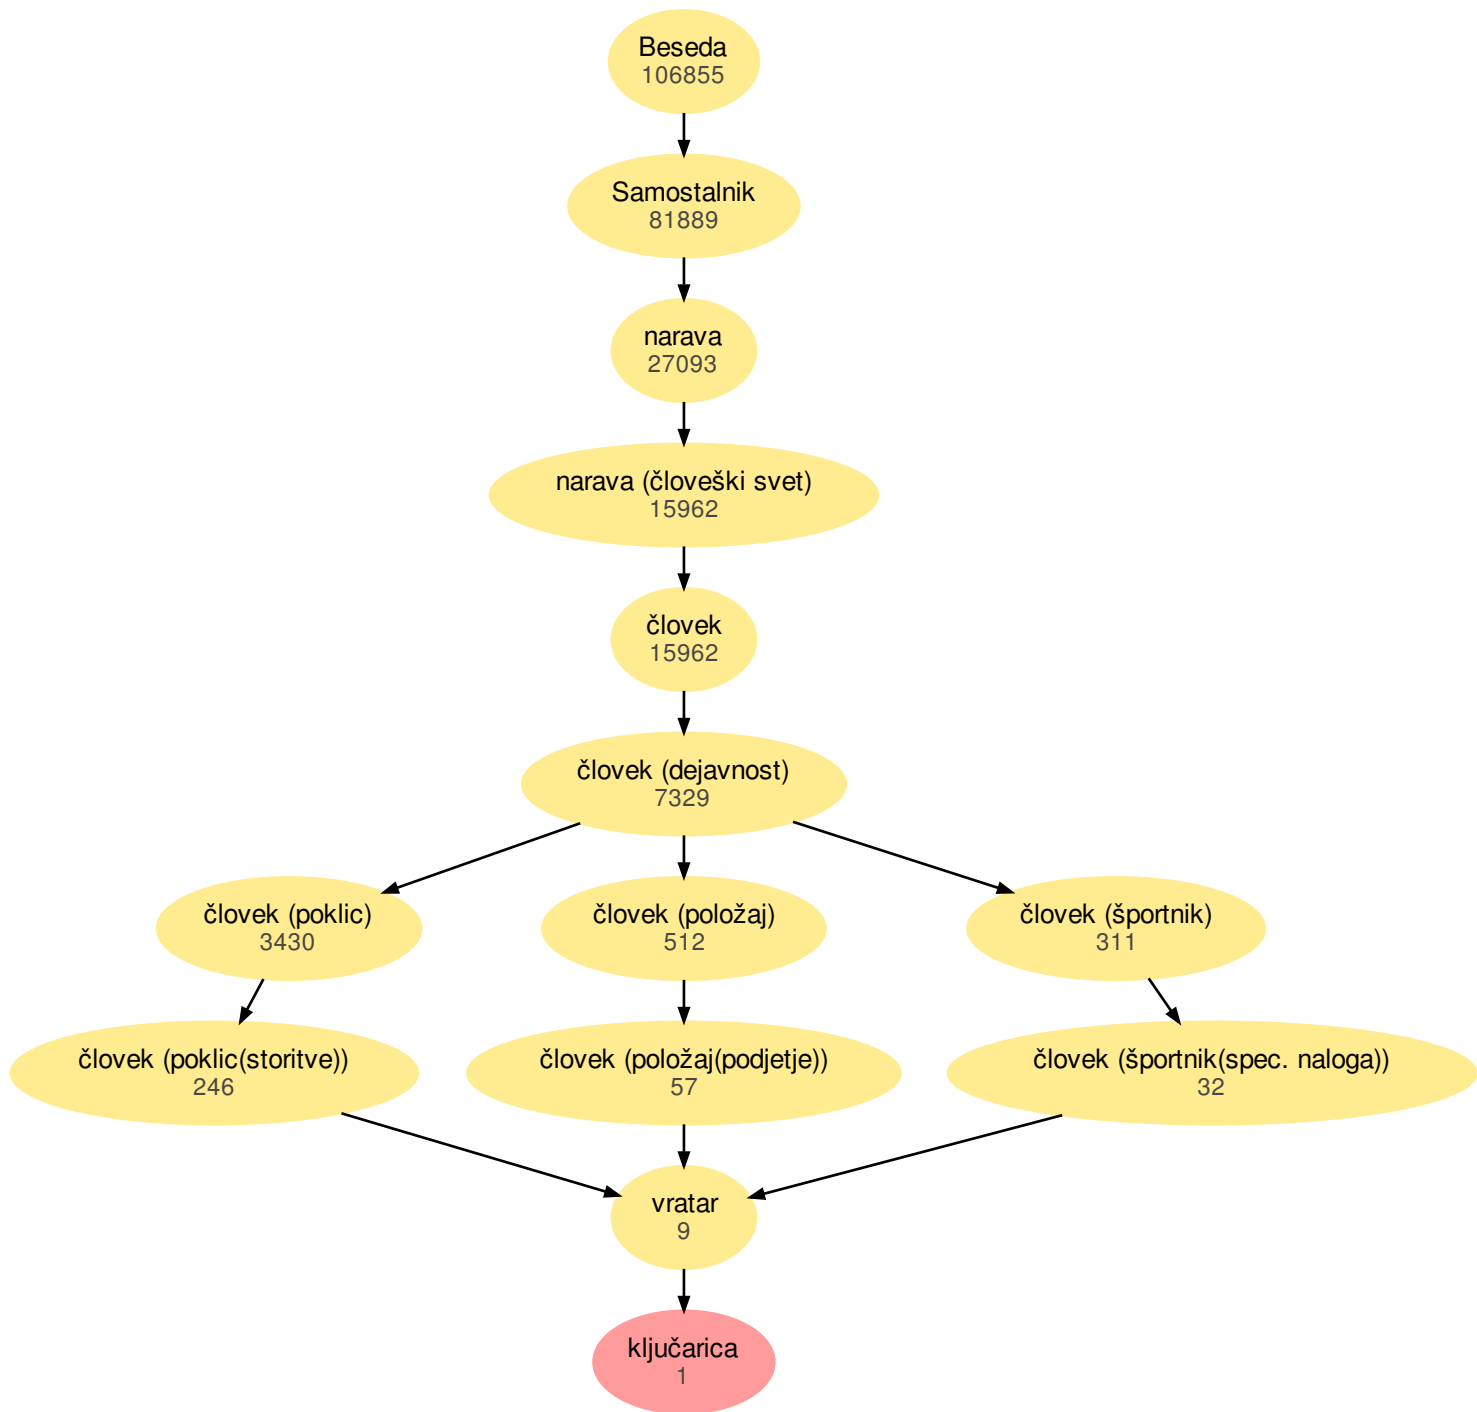 Beseda
106855
Samostalnik
81889
narava
27093
narava (človeški svet)
15962
človek
15962
človek (dejavnost)
7329
človek (poklic)
3430
človek (položaj)
512
človek (športnik)
311
človek (poklic(storitve))
246
človek (položaj(podjetje))
57
človek (športnik(spec. naloga))
32
vratar
9
ključarica
1